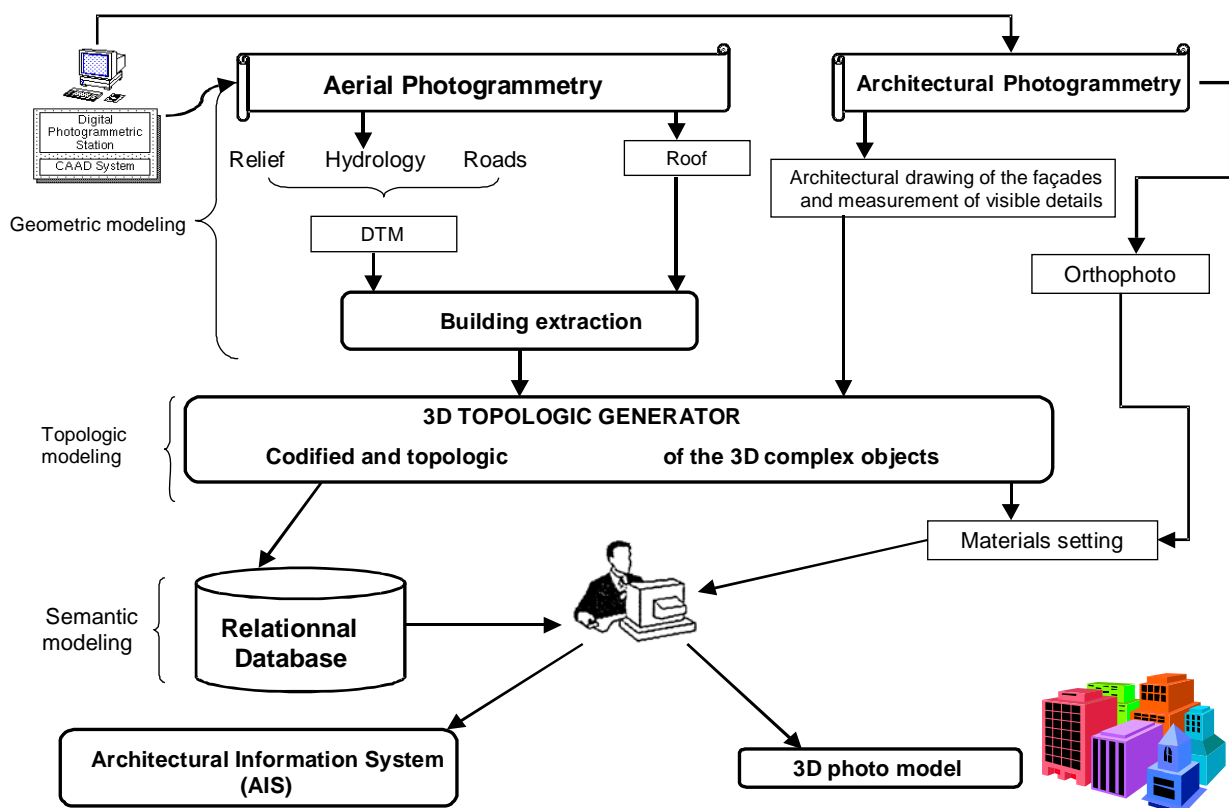 Aerial Photogrammetry
Architectural Photogrammetry
Digital
Photogrammetric
Station
CAAD System
Relief
Hydrology
Roads
Roof
Architectural drawing of the façades
and measurement of visible details
Geometric modeling
DTM
Orthophoto
Building extraction
3D TOPOLOGIC GENERATOR
Codified and topologic of the 3D complex objects
Topologic
modeling
Materials setting
Semantic
modeling
Relationnal
Database
Architectural Information System
(AIS)
3D photo model